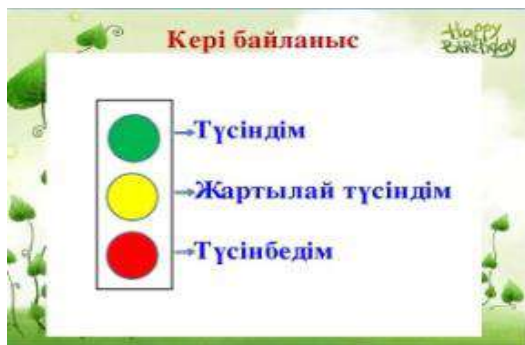 Кері байланыс
Happy
Birthday
Түсіндім
Жартылай түсіндім
Түсінбедім